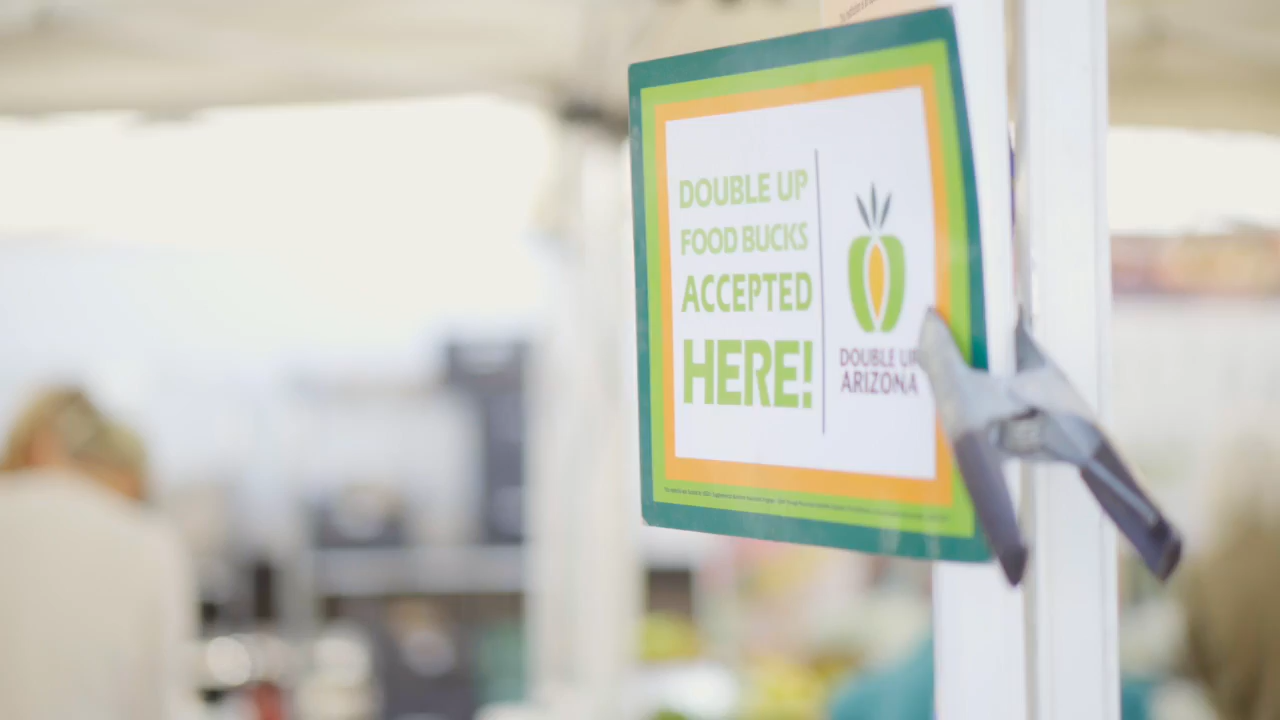 DOUBLE UP
FOOD BUCKS
ACCEPTED
HERE!
DOUBLE UP
ARIZONA